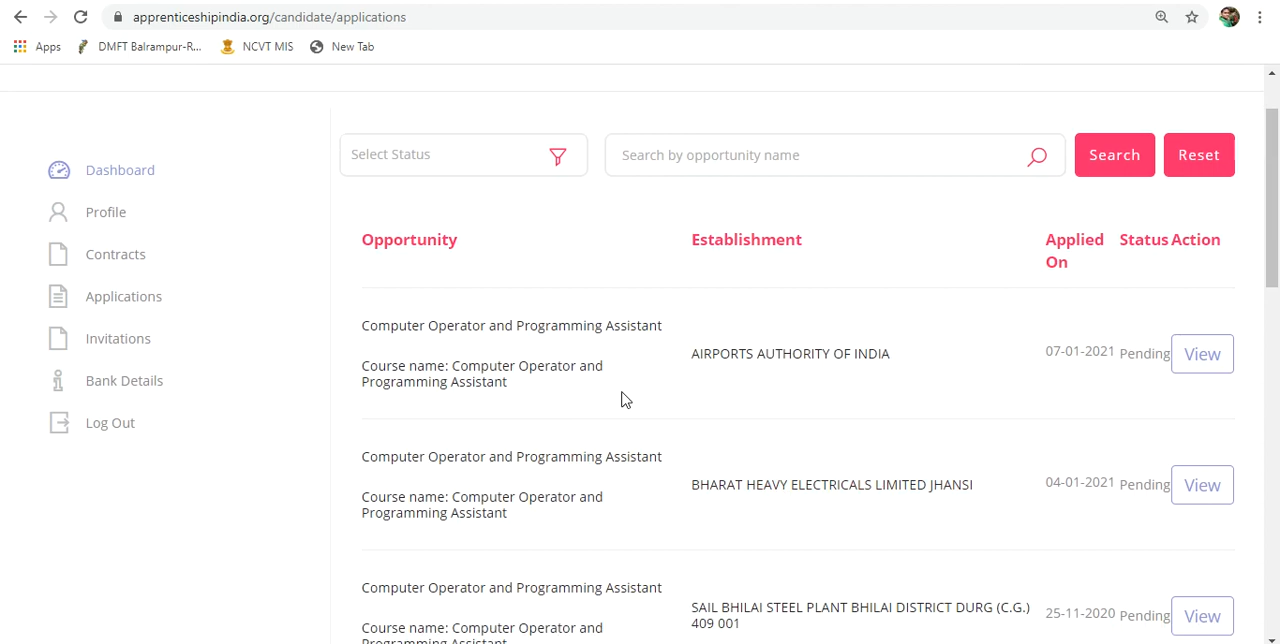 apprenticeshipindia.org/candidate/applications
Apps DMFT Balrampur-R... NCVT MIS New Tab
Select Status
Search by opportunity name
Search
Reset
Dashboard
Profile
Contracts
Applications
Invitations
Bank Details
Log Out
Opportunity Establishment Applied On Status Action
Computer Operator and Programming Assistant
Course name: Computer Operator and
Programming Assistant
AIRPORTS AUTHORITY OF INDIA
07-01-2021 Pending View
Computer Operator and Programming Assistant
Course name: Computer Operator and
Programming Assistant
BHARAT HEAVY ELECTRICALS LIMITED JHANSI
04-01-2021 Pending View
Computer Operator and Programming Assistant
Course name: Computer Operator and
Programming Assistant
SAIL BHILAI STEEL PLANT BHILAI DISTRICT DURG (C.G.)
409 001
25-11-2020 Pending View